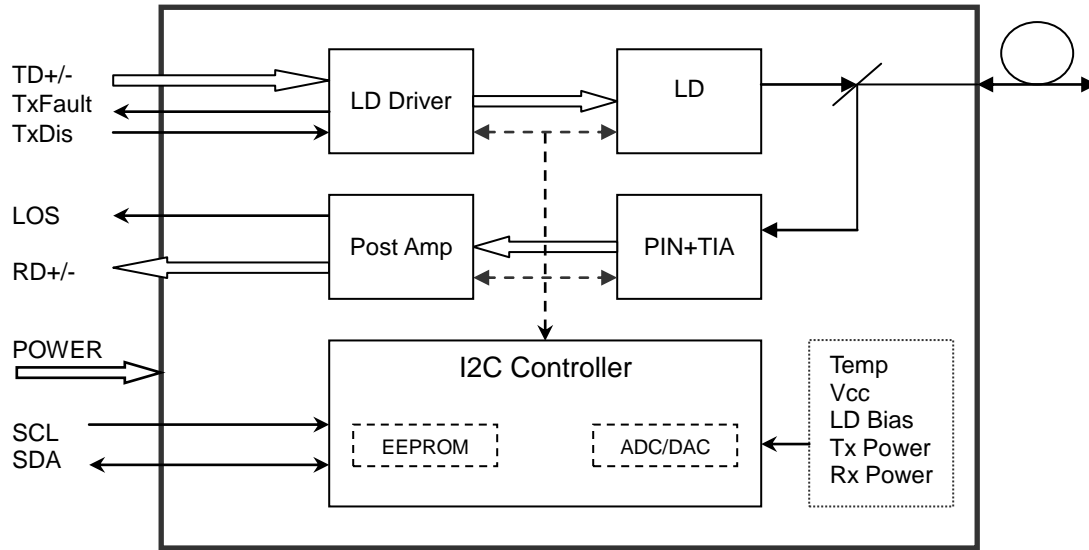 TD+/-
TxFault
TxDis
LD Driver
LD
LOS
RD+/-
Post Amp
PIN+TIA
POWER
SCL
SDA
I2C Controller
EEPROM
ADC/DAC
Temp
Vcc
LD Bias
Tx Power
Rx Power